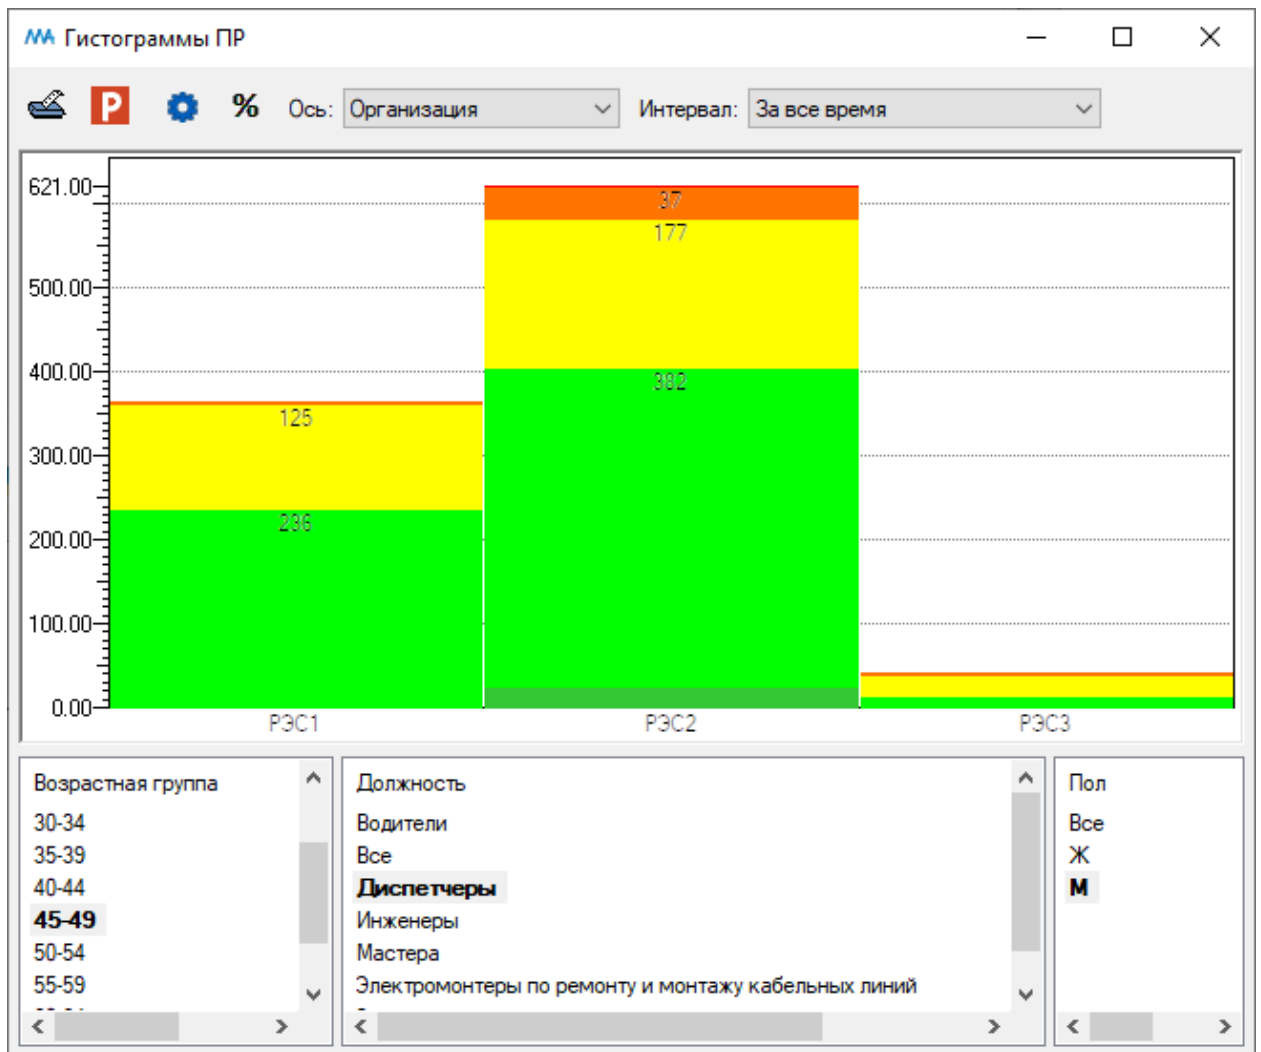 Гистограммы ПР
% Ось: Организация Интервал: За все время
621.00
500.00
400.00
300.00
200.00
100.00
0.00
125
236
37
177
382
РЭС1 РЭС2 РЭС3
Возрастная группа
30-34
35-39
40-44
45-49
50-54
55-59
Должность
Водители
Все
Диспетчеры
Инженеры
Мастера
Электромонтеры по ремонту и монтажу кабельных линий
Пол
Все
Ж
М